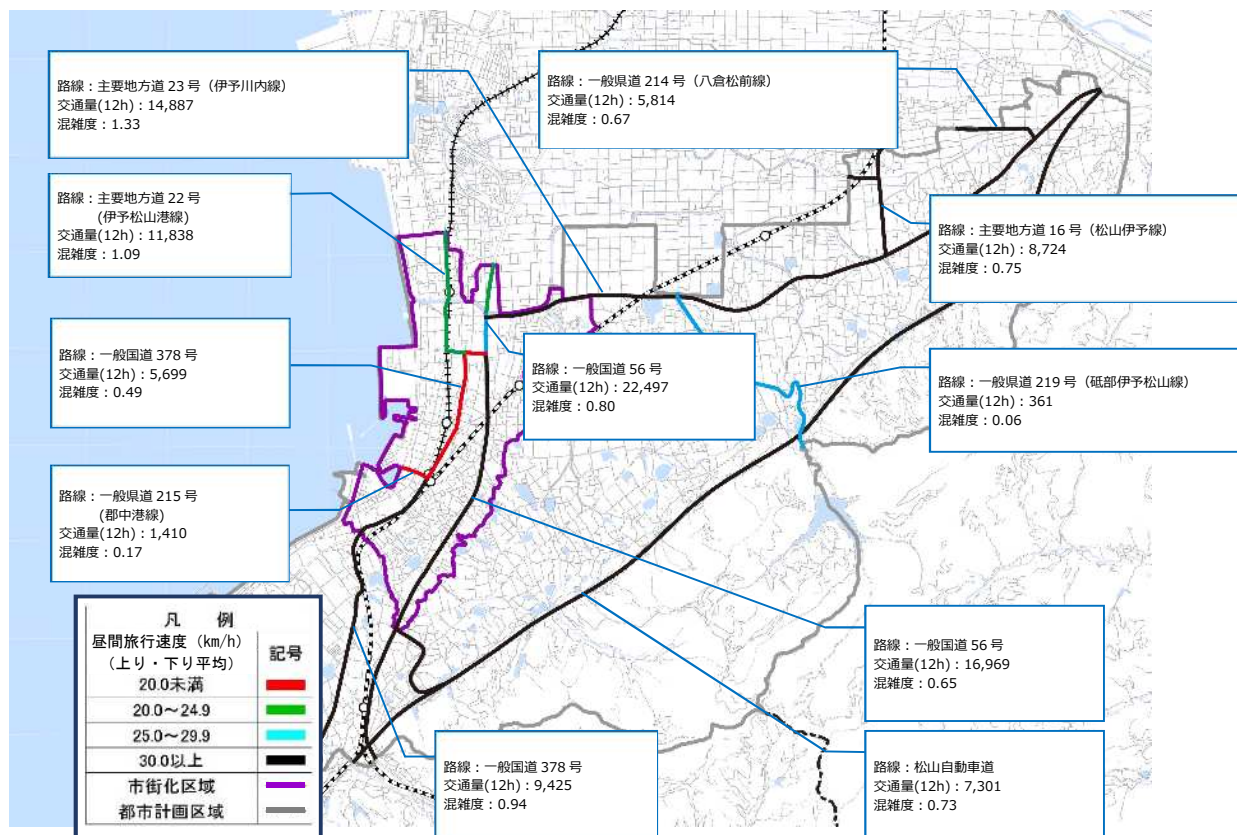 路線：主要地方道 23 号（伊予川内線）
交通量(12h)：14,887
混雑度：1.33
路線：一般県道 214 号（八倉松前線）
交通量(12h)：5,814
混雑度：0.67
路線：主要地方道 22 号
(伊予松山港線)
交通量(12h)：11,838
混雑度：1.09
路線：主要地方道 16 号（松山伊予線）
交通量(12h)：8,724
混雑度：0.75
路線：一般国道 378 号
交通量(12h)：5,699
混雑度：0.49
路線：一般国道 56 号
交通量(12h)：22,497
混雑度：0.80
路線：一般県道 219 号（砥部伊予松山線）
交通量(12h)：361
混雑度：0.06
路線：一般県道 215 号
(郡中港線)
交通量(12h)：1,410
混雑度：0.17
路線：一般国道 56 号
交通量(12h)：16,969
混雑度：0.65
路線：一般国道 378 号
交通量(12h)：9,425
混雑度：0.94
路線：松山自動車道
交通量(12h)：7,301
混雑度：0.73
凡　例
昼間旅行速度（km/h）
（上り・下り平均）
記号
20.0未満
20.0～24.9
25.0～29.9
30.0以上
市街化区域
都市計画区域